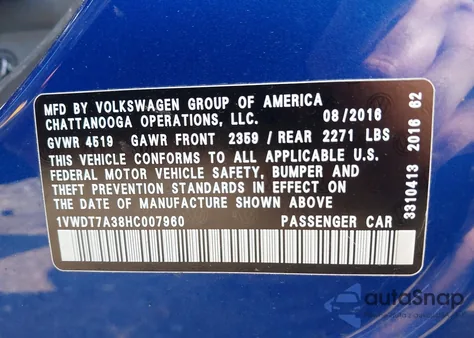 MFD BY VOLKSWAGEN GROUP OF AMERICA
CHATTANOOGA OPERATIONS, LLC. 08/2016
GVWR 4519 GAWR FRONT 2359 / REAR 2271 LBS
THIS VEHICLE CONFORMS TO ALL APPLICABLE U.S.
FEDERAL MOTOR VEHICLE SAFETY, BUMPER AND
THEFT PREVENTION STANDARDS IN EFFECT ON
THE DATE OF MANUFACTURE SHOWN ABOVE
1VWDT7A38HC007960 PASSENGER CAR
3310413 2016 62
autoSnap